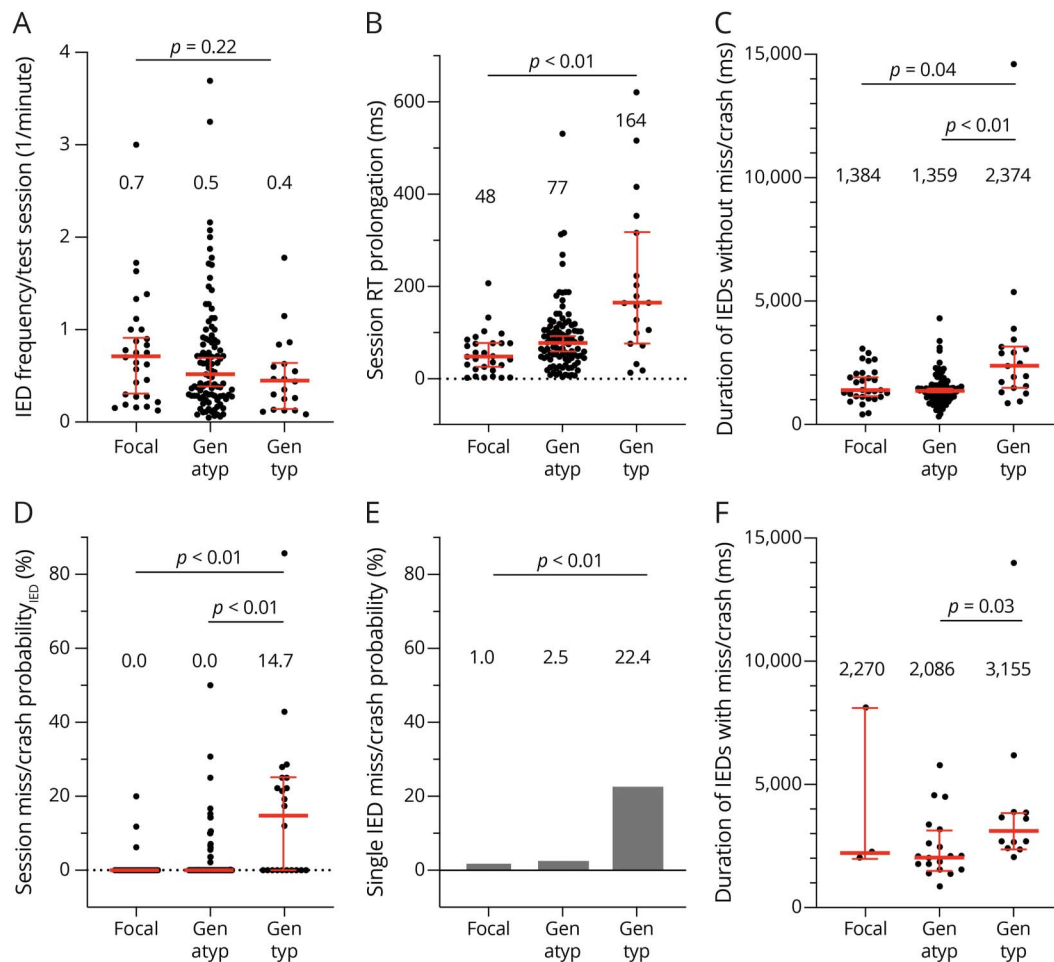 A
IED frequency/test session (1/minute)
4
3
2
1
0
p = 0.22
0.7 0.5 0.4
Focal Gen atyp Gen typ
B
Session RT prolongation (ms)
600
400
200
0
p < 0.01
164
77
48
Focal Gen atyp Gen typ
C
Duration of IEDs without miss/crash (ms)
15,000
10,000
5,000
0
p = 0.04
p < 0.01
1,384 1,359 2,374
Focal Gen atyp Gen typ
D
Session miss/crash probabilityIED (%)
80
60
40
20
0
p < 0.01
p < 0.01
0.0 0.0 14.7
Focal Gen atyp Gen typ
E
Single IED miss/crash probability (%)
80
60
40
20
0
p < 0.01
1.0 2.5 22.4
Focal Gen atyp Gen typ
F
Duration of IEDs with miss/crash (ms)
15,000
10,000
5,000
0
p = 0.03
2,270 2,086 3,155
Focal Gen atyp Gen typ